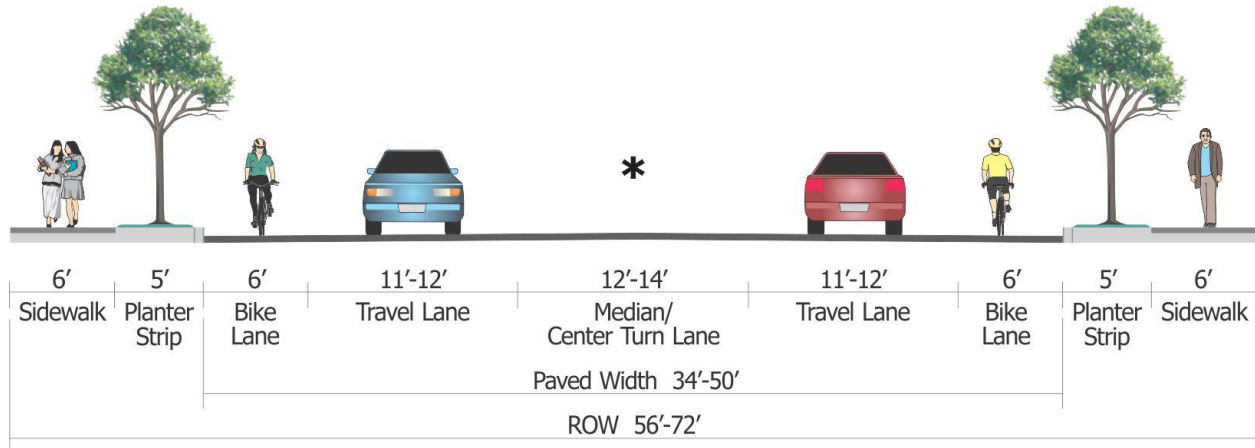 *
6′ 5′ 6′ 11′-12′ 12′-14′ 11′-12′ 6′ 5′ 6′
Sidewalk Planter Bike Travel Lane Median/ Travel Lane Bike Planter Sidewalk
Strip Lane Center Turn Lane Lane Strip
Paved Width 34′-50′
ROW 56′-72′